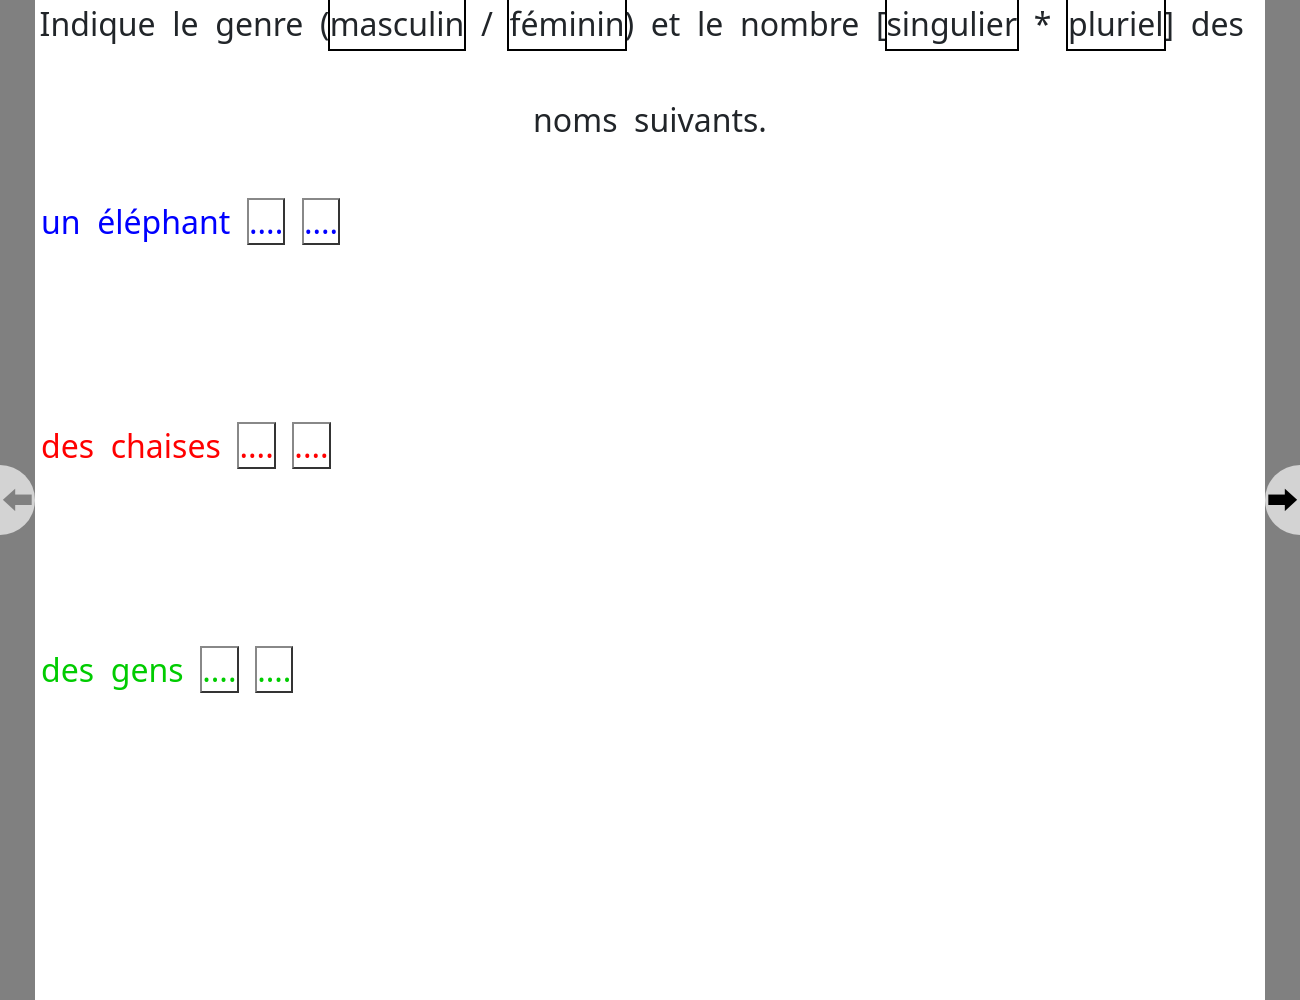 Indique le genre (masculin / féminin) et le nombre [singulier * pluriel] des
noms suivants.
un éléphant .... ....
des chaises .... ....
des gens .... ....